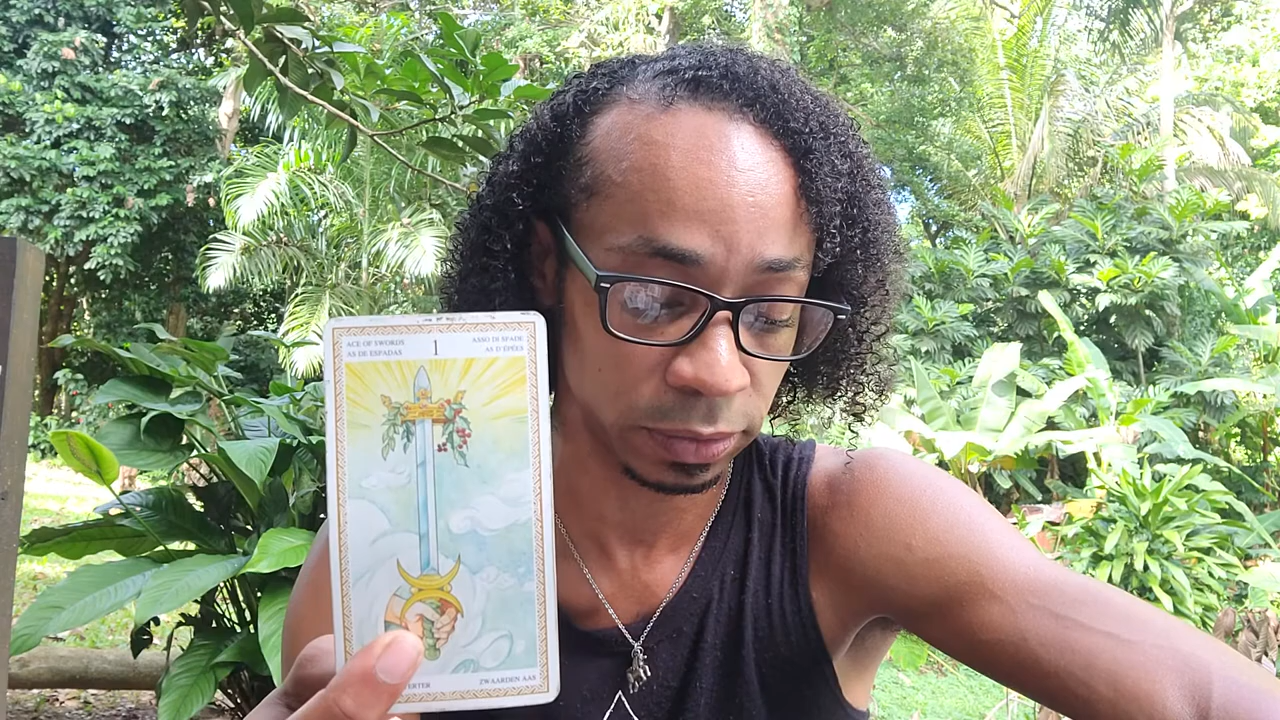 ACE OF SWORDS
AS DE ESPADAS
1
ASSO DI SPADE
AS D'ÉPÉES
ZWAARDEN AAS